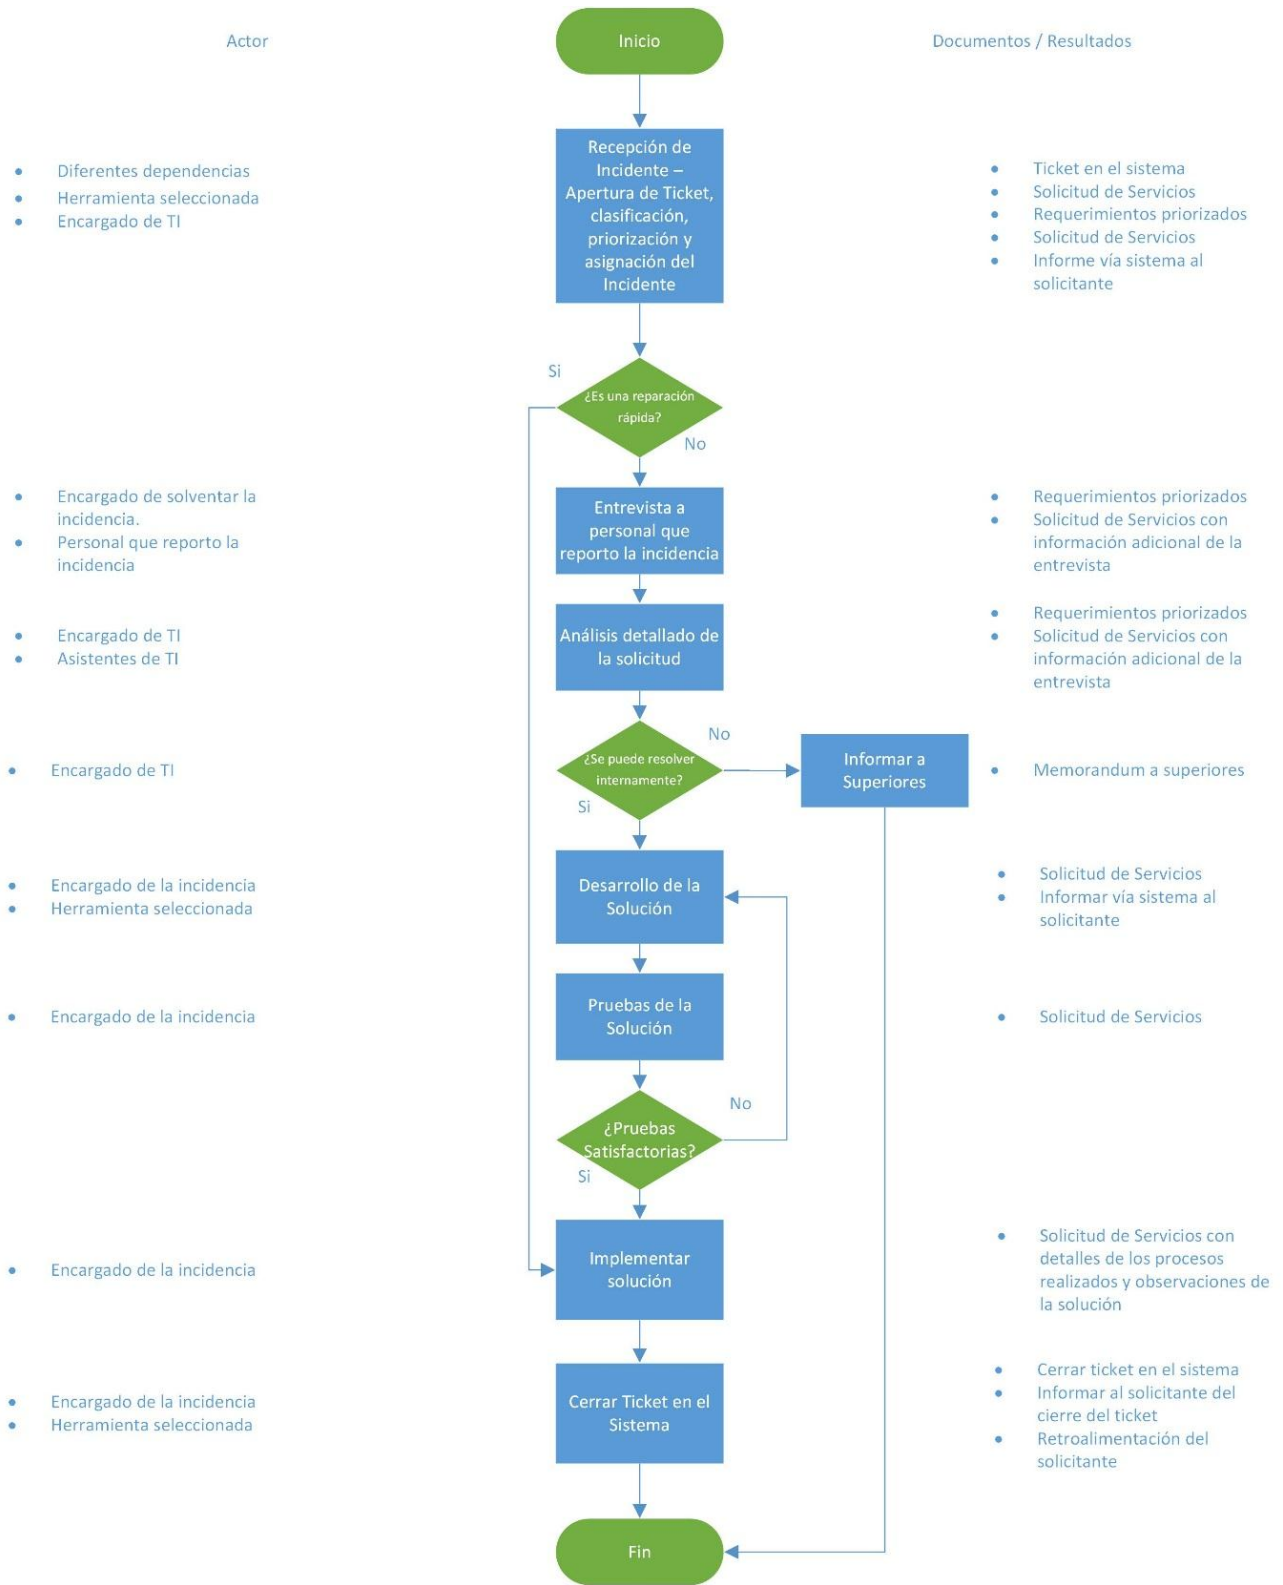 Actor
Inicio
Documentos / Resultados
Diferentes dependencias
Herramienta seleccionada
Encargado de TI
Recepción de
Incidente –
Apertura de Ticket,
clasificación,
priorización y
asignación del
Incidente
Ticket en el sistema
Solicitud de Servicios
Requerimientos priorizados
Solicitud de Servicios
Informe vía sistema al
solicitante
Si
¿Es una reparación
rápida?
No
Encargado de solventar la
incidencia.
Personal que reporto la
incidencia
Entrevista a
personal que
reporto la incidencia
Requerimientos priorizados
Solicitud de Servicios con
información adicional de la
entrevista
Encargado de TI
Asistentes de TI
Análisis detallado de
la solicitud
Requerimientos priorizados
Solicitud de Servicios con
información adicional de la
entrevista
Encargado de TI
¿Se puede resolver
internamente?
No
Si
Informar a
Superiores
Memorandum a superiores
Encargado de la incidencia
Herramienta seleccionada
Desarrollo de la
Solución
Solicitud de Servicios
Informar vía sistema al
solicitante
Encargado de la incidencia
Pruebas de la
Solución
Solicitud de Servicios
¿Pruebas
Satisfactorias?
No
Si
Encargado de la incidencia
Implementar
solución
Solicitud de Servicios con
detalles de los procesos
realizados y observaciones de
la solución
Encargado de la incidencia
Herramienta seleccionada
Cerrar Ticket en el
Sistema
Cerrar ticket en el sistema
Informar al solicitante del
cierre del ticket
Retroalimentación del
solicitante
Fin